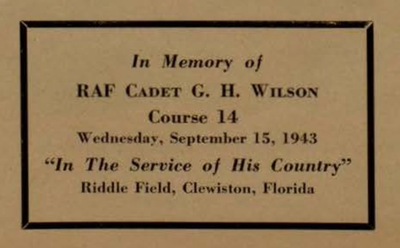 In Memory of
RAF CADET G. H. WILSON
Course 14
Wednesday, September 15, 1943
“In The Service of His Country”
Riddle Field, Clewiston, Florida